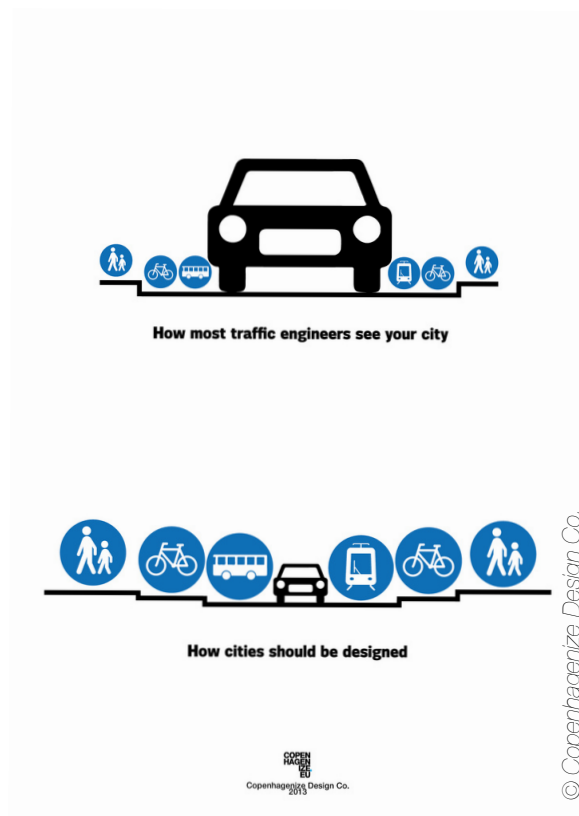 How most traffic engineers see your city
How cities should be designed
COPEN
HAGEN
IZE.
EU
Copenhagenize Design Co.
2013
© Copenhagenize Design Co.